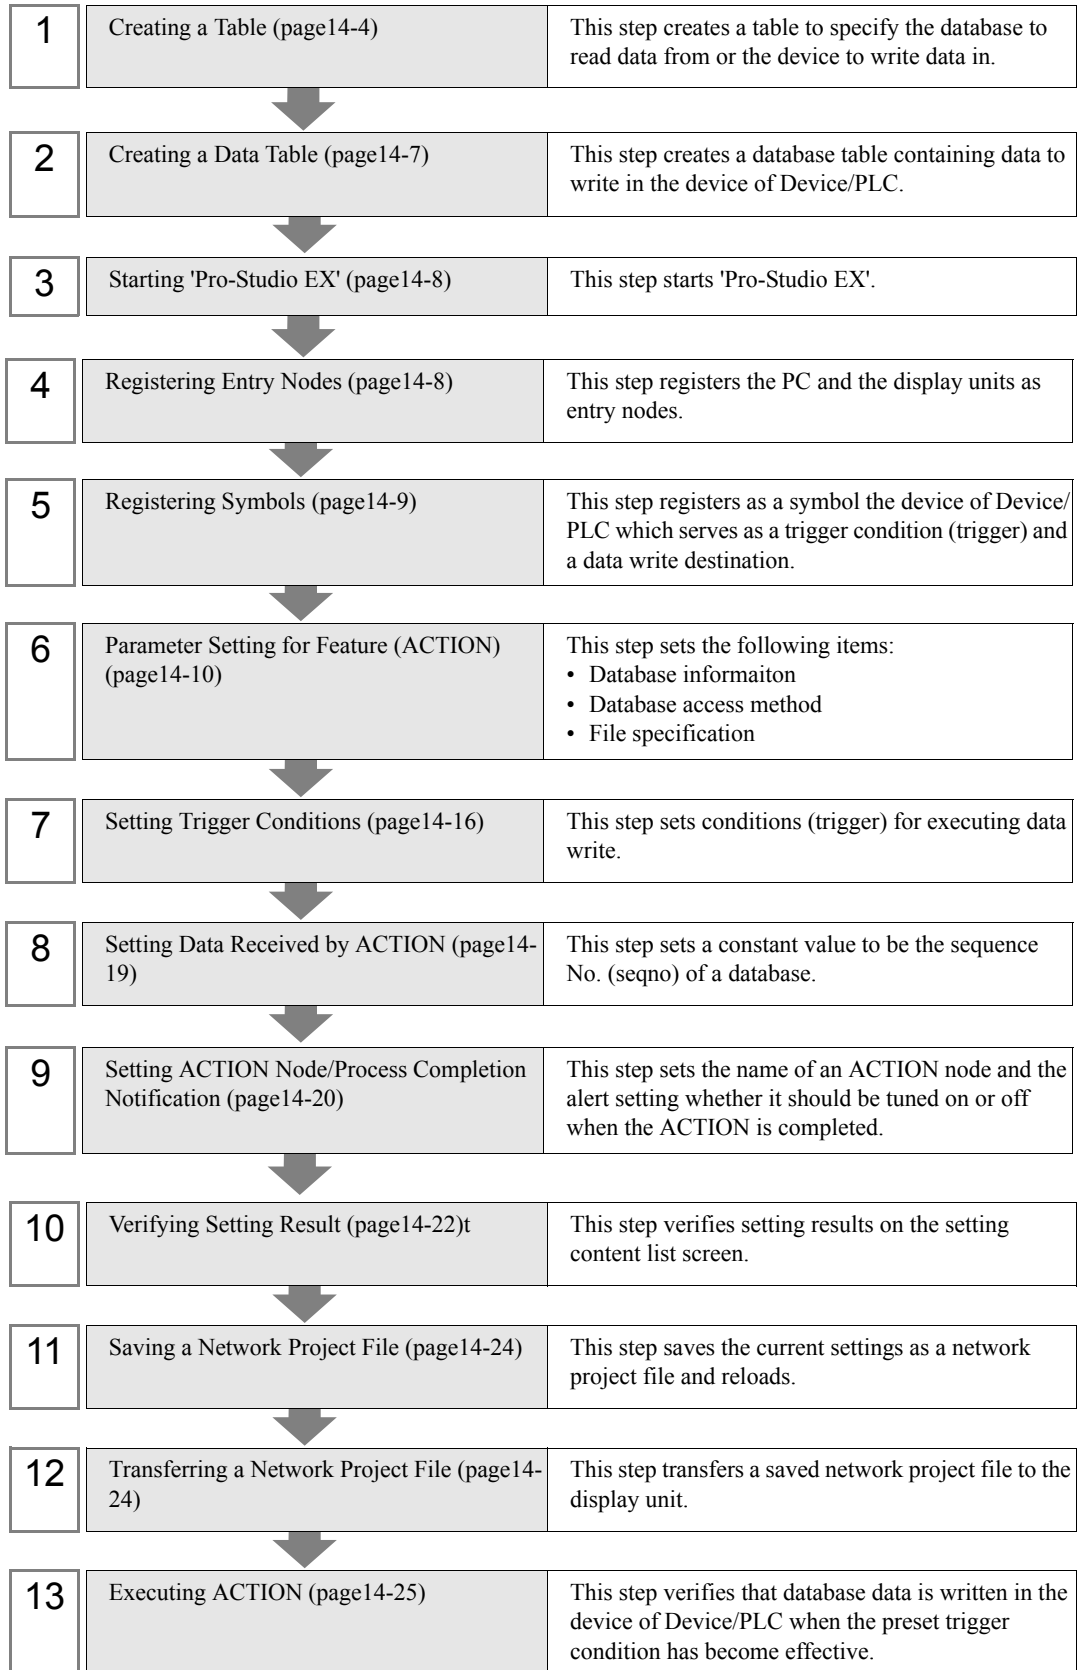 1
Creating a Table (page14-4)
This step creates a table to specify the database to
read data from or the device to write data in.
2
Creating a Data Table (page14-7)
This step creates a database table containing data to
write in the device of Device/PLC.
3
Starting 'Pro-Studio EX' (page14-8)
This step starts 'Pro-Studio EX'.
4
Registering Entry Nodes (page14-8)
This step registers the PC and the display units as
entry nodes.
5
Registering Symbols (page14-9)
This step registers as a symbol the device of Device/
PLC which serves as a trigger condition (trigger) and
a data write destination.
6
Parameter Setting for Feature (ACTION)
(page14-10)
This step sets the following items:
• Database informaiton
• Database access method
• File specification
7
Setting Trigger Conditions (page14-16)
This step sets conditions (trigger) for executing data
write.
8
Setting Data Received by ACTION (page14-
19)
This step sets a constant value to be the sequence
No. (seqno) of a database.
9
Setting ACTION Node/Process Completion
Notification (page14-20)
This step sets the name of an ACTION node and the
alert setting whether it should be tuned on or off
when the ACTION is completed.
10
Verifying Setting Result (page14-22)t
This step verifies setting results on the setting
content list screen.
11
Saving a Network Project File (page14-24)
This step saves the current settings as a network
project file and reloads.
12
Transferring a Network Project File (page14-
24)
This step transfers a saved network project file to the
display unit.
13
Executing ACTION (page14-25)
This step verifies that database data is written in the
device of Device/PLC when the preset trigger
condition has become effective.